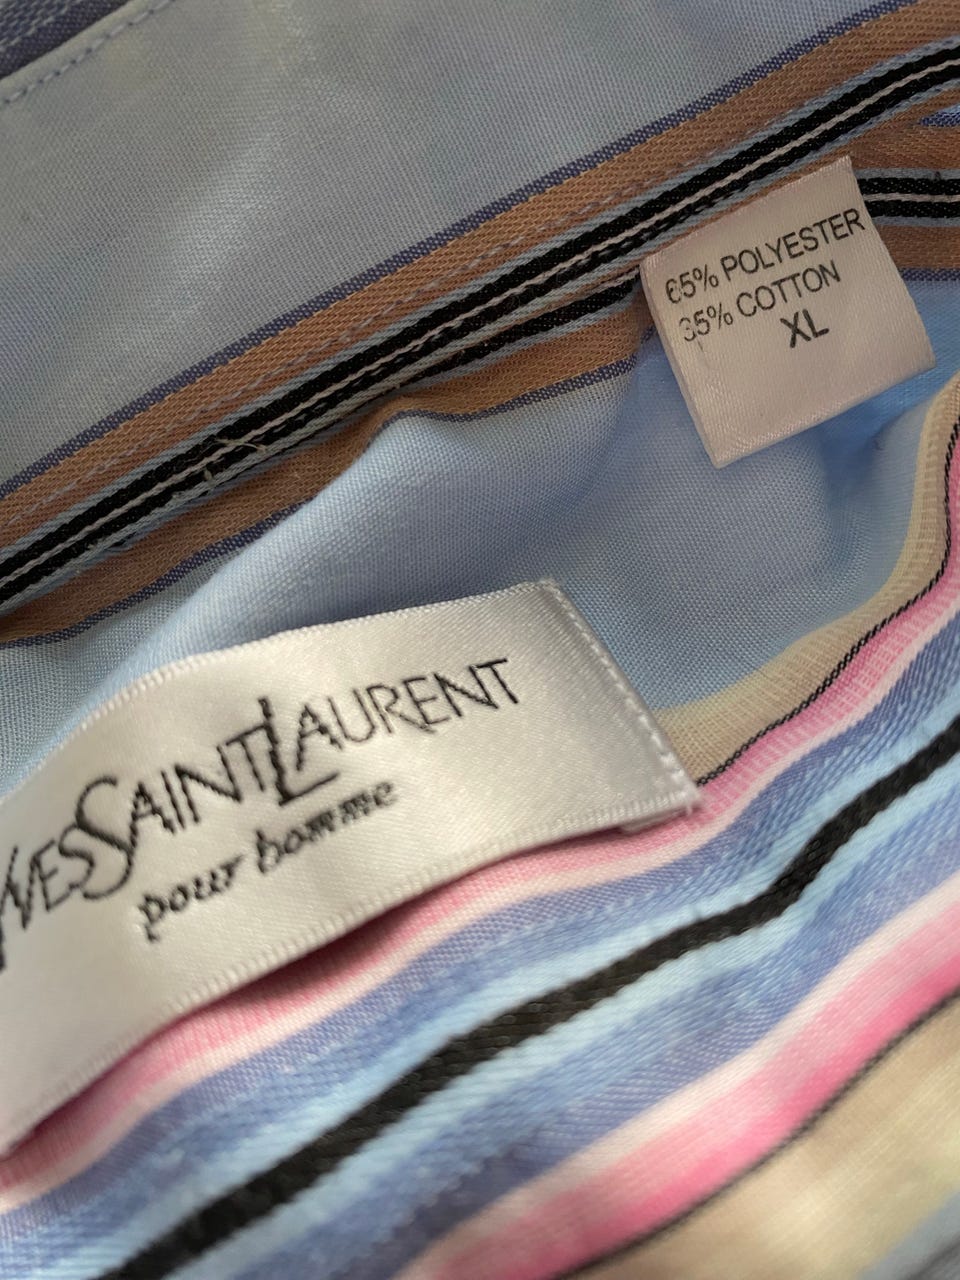 65% POLYESTER
35% COTTON
XL
YVESSAINTLAURENT
pour homme